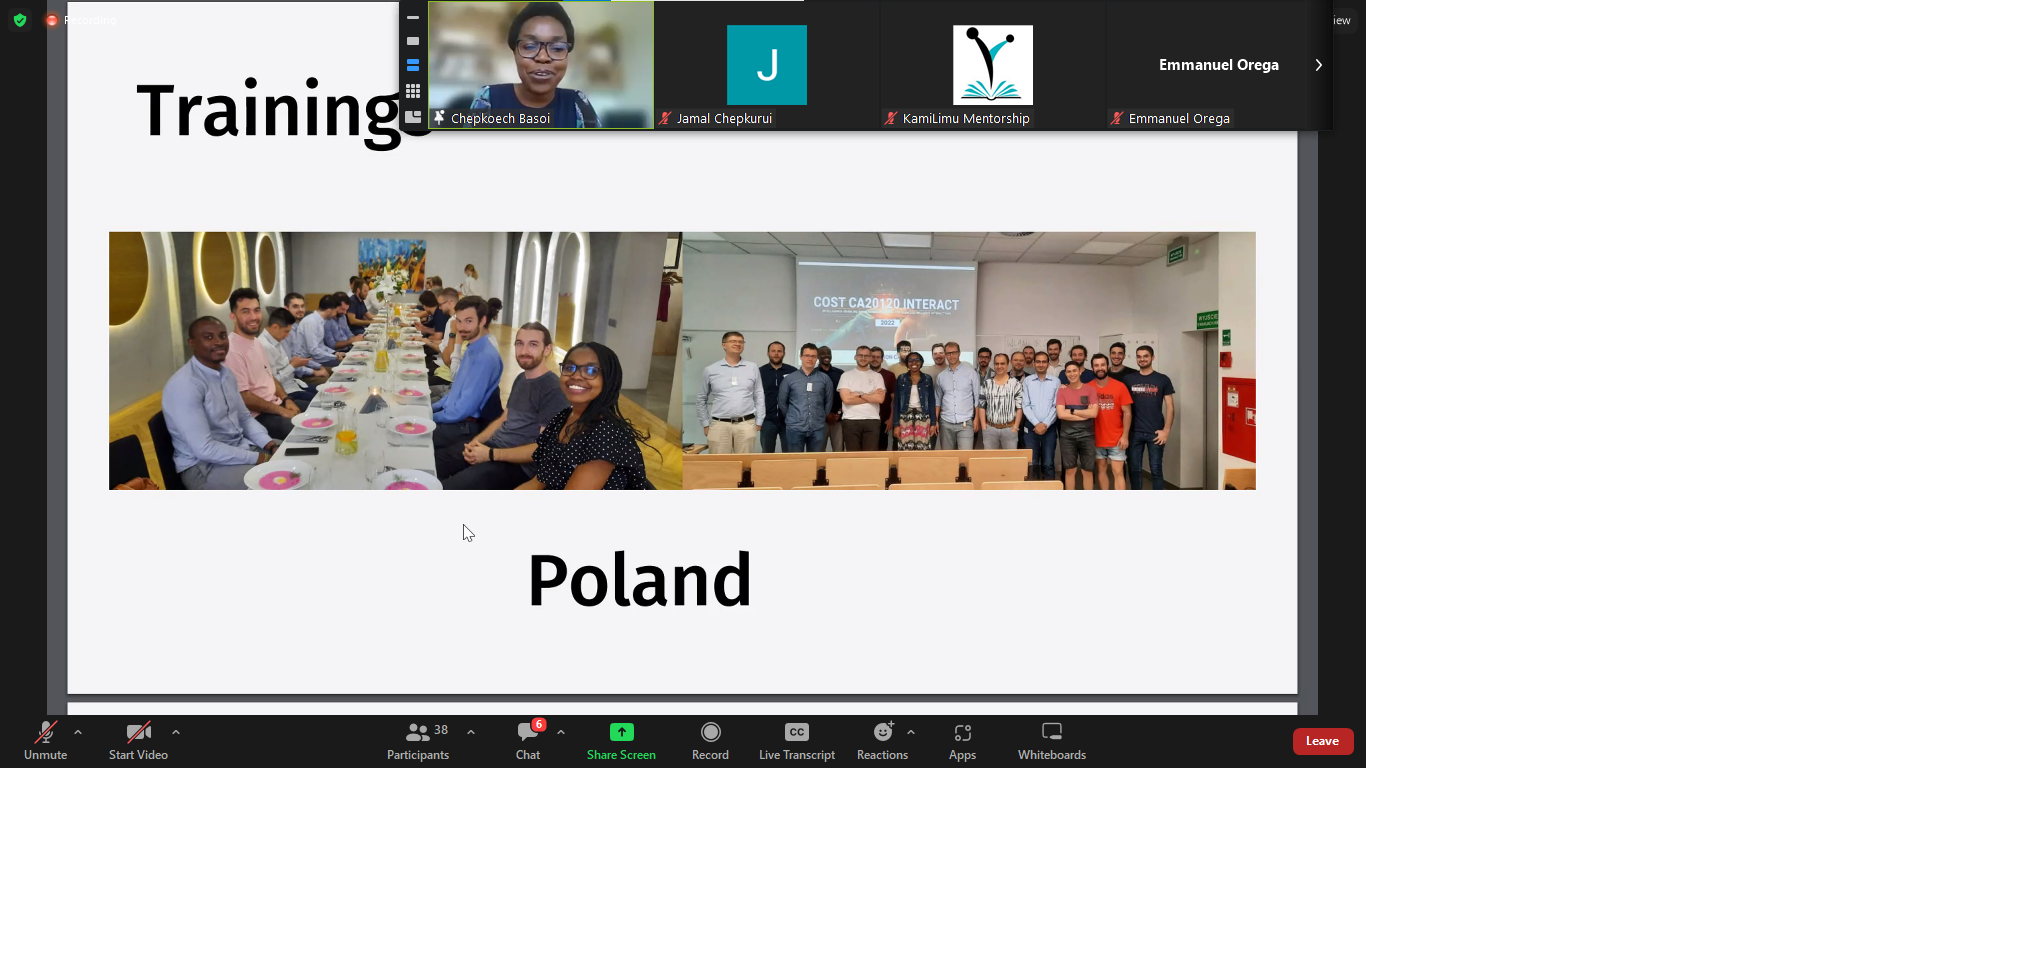 Recording
iew
J
Emmanuel Orega
Chepkoech Basoi
Jamal Chepkurui
KamiLimu Mentorship
Emmanuel Orega
Training
COST CA20120 INTERACT
2022
Poland
38
6
Unmute
Start Video
Participants
Chat
Share Screen
Record
CC
Live Transcript
Reactions
Apps
Whiteboards
Leave